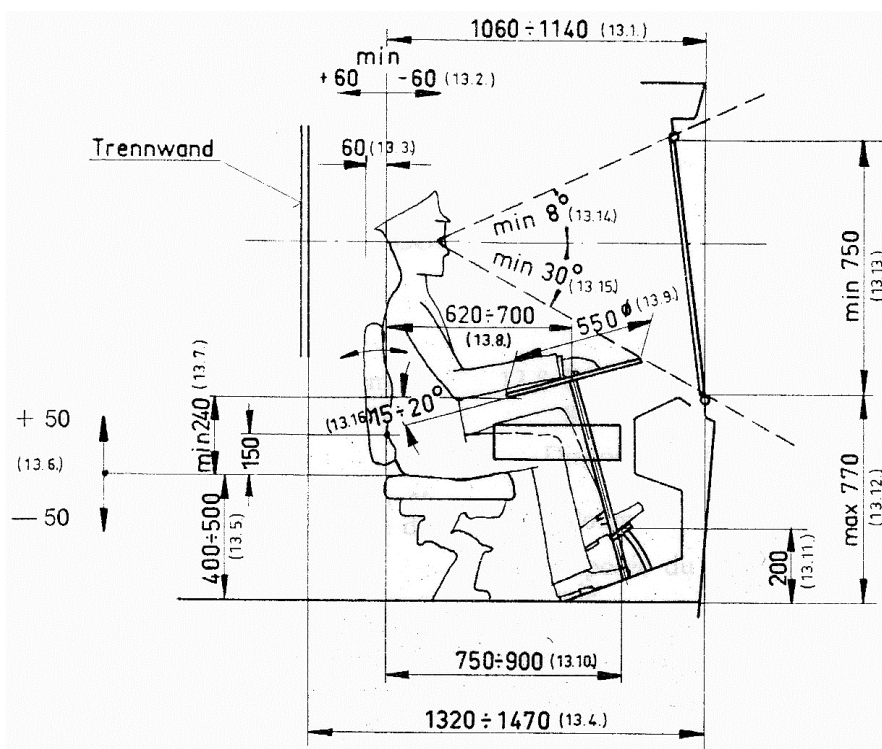 1060÷1140 (13.1.)
min
+60 -60 (13.2.)
Trennwand
60 (13.3.)
min 8° (13.14.)
min 30° (13.15.)
min 750
(13.13.)
620÷700
(13.8.)
550 ø (13.9.)
min240 (13.7.)
(13.16) 15÷20°
+ 50
(13.6.)
— 50
150
400÷500
(13.5.)
max 770
(13.12.)
200
(13.11.)
750÷900 (13.10.)
1320÷1470 (13.4.)